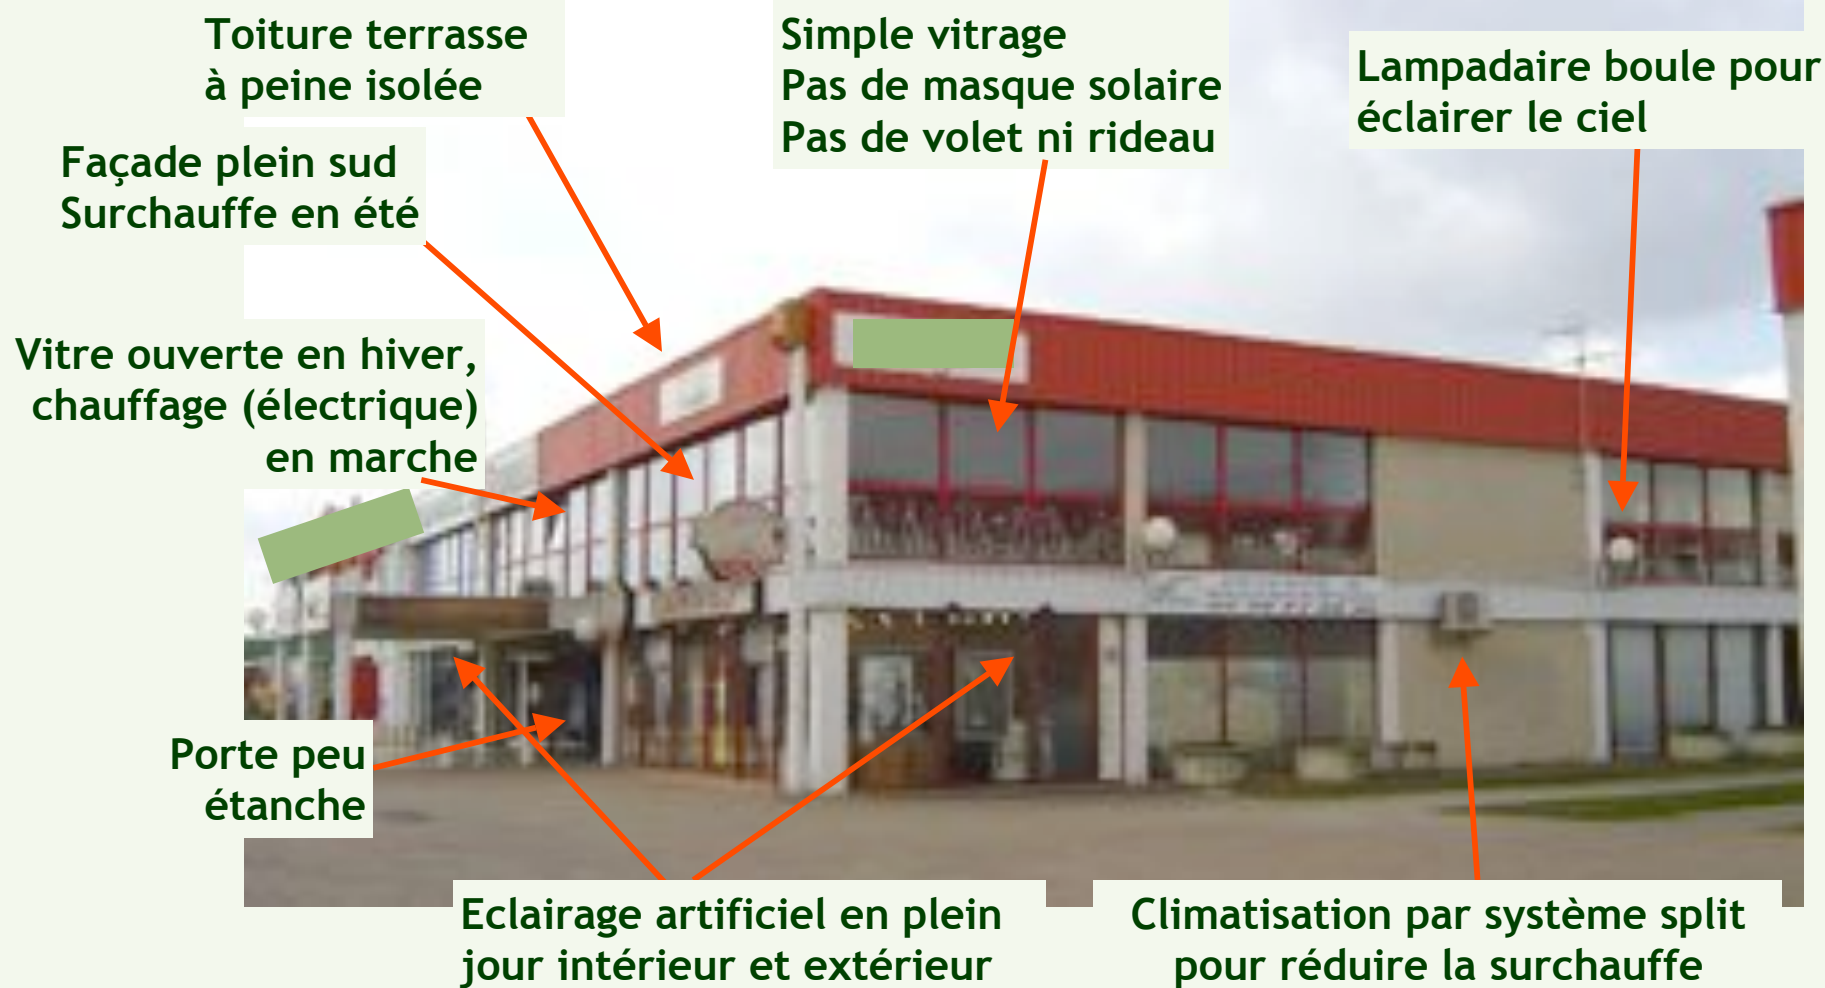 Toiture terrasse
à peine isolée
Simple vitrage
Pas de masque solaire
Pas de volet ni rideau
Lampadaire boule pour
éclairer le ciel
Façade plein sud
Surchauffe en été
Vitre ouverte en hiver,
chauffage (électrique)
en marche
Porte peu
étanche
Eclairage artificiel en plein
jour intérieur et extérieur
Climatisation par système split
pour réduire la surchauffe